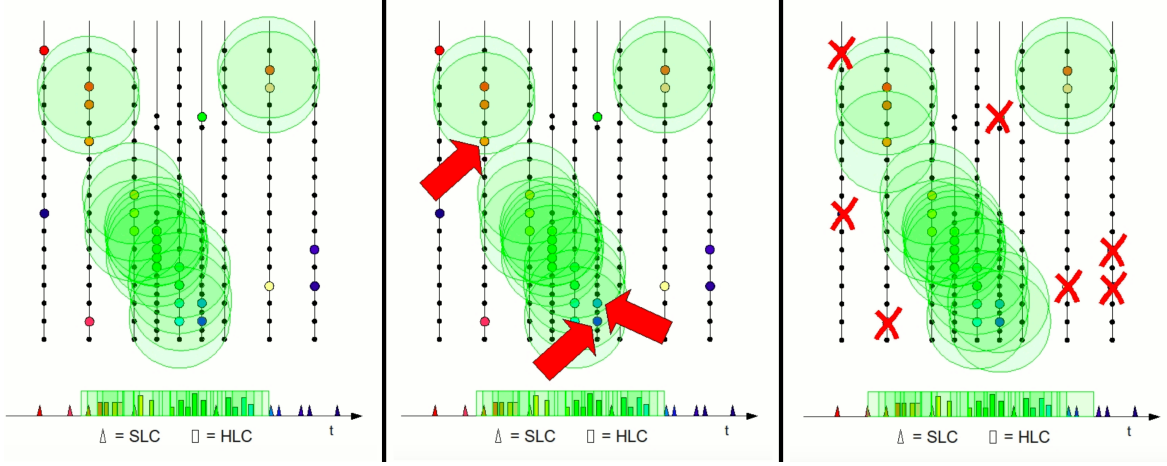 t
△ = SLC ▯ = HLC
t
△ = SLC ▯ = HLC
t
△ = SLC ▯ = HLC